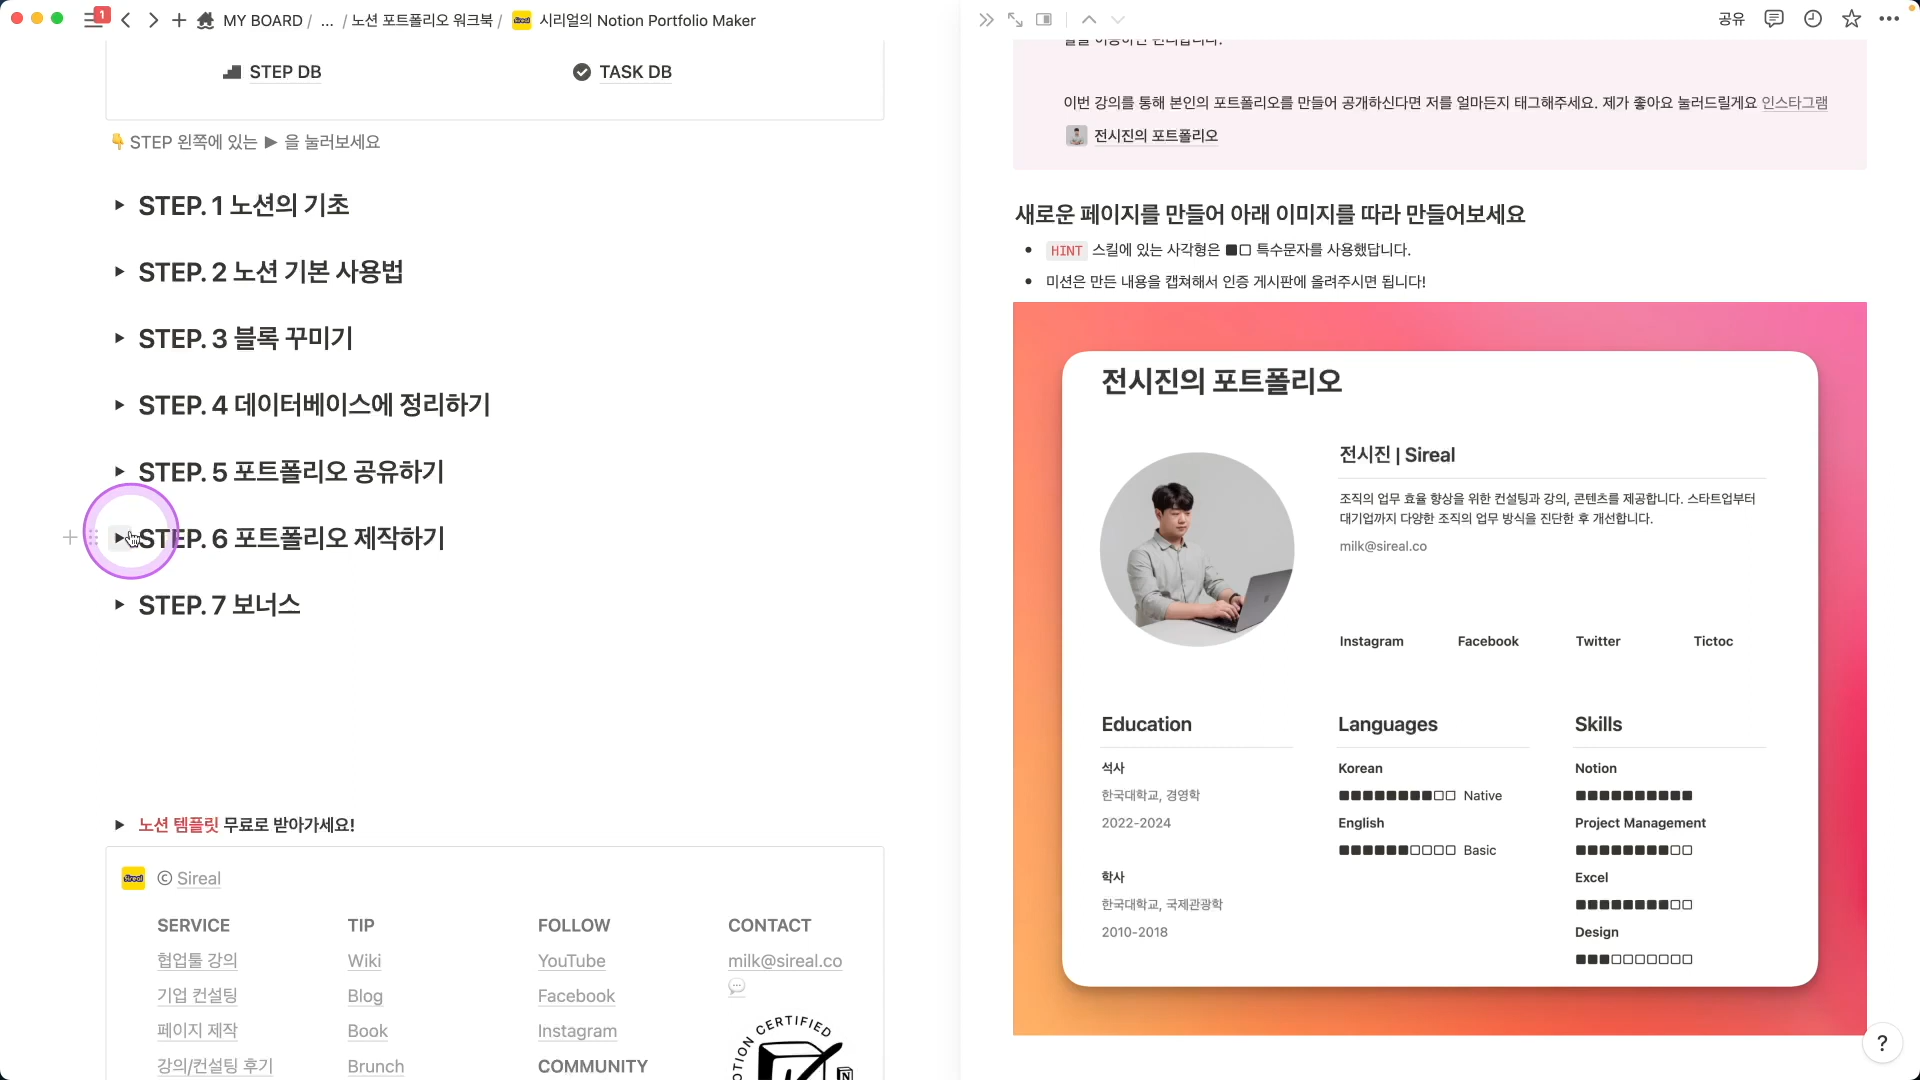 1
MY BOARD / ... / 노션 포트폴리오 워크북 / 시리얼의 Notion Portfolio Maker
STEP DB
TASK DB
👇 STEP 왼쪽에 있는 ▶ 을 눌러보세요
STEP. 1 노션의 기초
STEP. 2 노션 기본 사용법
STEP. 3 블록 꾸미기
STEP. 4 데이터베이스에 정리하기
STEP. 5 포트폴리오 공유하기
STEP. 6 포트폴리오 제작하기
STEP. 7 보너스
노션 템플릿 무료로 받아가세요!
Sireal
© Sireal
SERVICE
협업툴 강의
기업 컨설팅
페이지 제작
강의/컨설팅 후기
TIP
Wiki
Blog
Book
Brunch
FOLLOW
YouTube
Facebook
Instagram
COMMUNITY
CONTACT
milk@sireal.co
NOTION CERTIFIED
공유
이번 강의를 통해 본인의 포트폴리오를 만들어 공개하신다면 저를 얼마든지 태그해주세요. 제가 좋아요 눌러드릴게요 인스타그램
전시진의 포트폴리오
새로운 페이지를 만들어 아래 이미지를 따라 만들어보세요
• HINT 스킬에 있는 사각형은 ■□ 특수문자를 사용했답니다.
• 미션은 만든 내용을 캡쳐해서 인증 게시판에 올려주시면 됩니다!
전시진의 포트폴리오
전시진 | Sireal
조직의 업무 효율 향상을 위한 컨설팅과 강의, 콘텐츠를 제공합니다. 스타트업부터
대기업까지 다양한 조직의 업무 방식을 진단한 후 개선합니다.
milk@sireal.co
Instagram
Facebook
Twitter
Tictoc
Education
석사
한국대학교, 경영학
2022-2024
학사
한국대학교, 국제관광학
2010-2018
Languages
Korean
■■■■■■■■□□ Native
English
■■■■■■□□□□ Basic
Skills
Notion
■■■■■■■■■■
Project Management
■■■■■■■■□□
Excel
■■■■■■■■□□
Design
■■■□□□□□□□
?